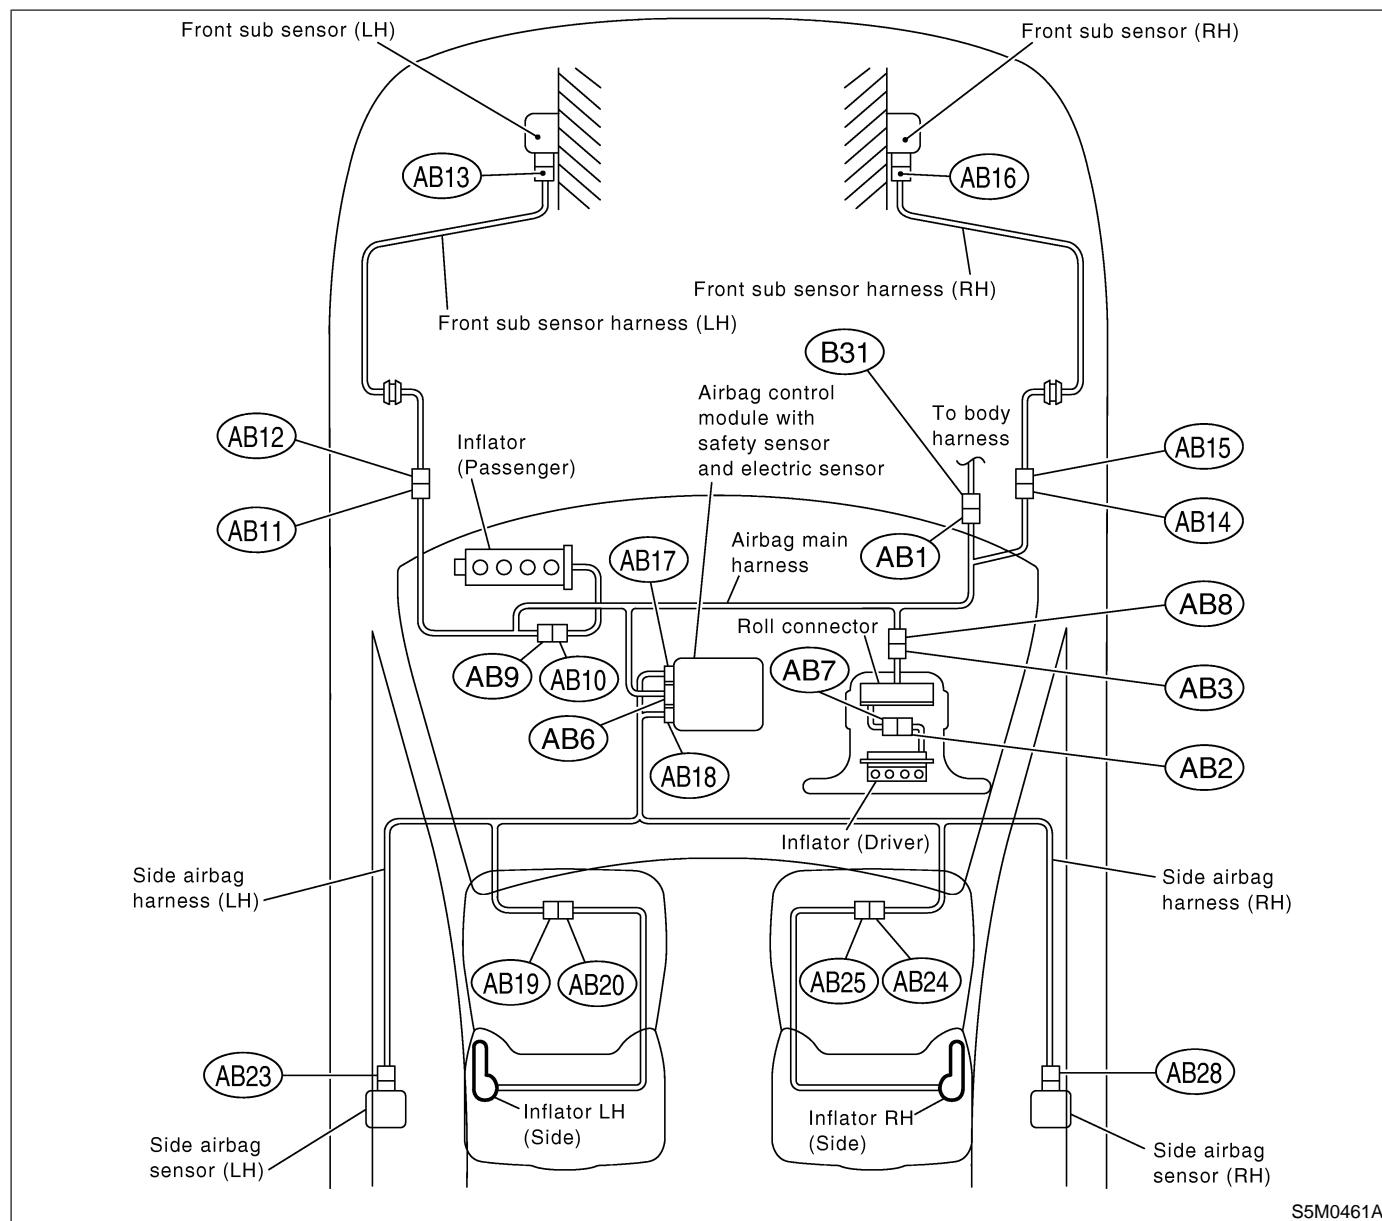 Front sub sensor (LH)
Front sub sensor (RH)
AB13
AB16
Front sub sensor harness (RH)
Front sub sensor harness (LH)
B31
Airbag control
module with
safety sensor
and electric sensor
To body
harness
AB12
Inflator
(Passenger)
AB15
AB11
AB14
Airbag main
harness
AB17
AB1
AB8
Roll connector
AB9
AB10
AB7
AB3
AB6
AB18
AB2
Inflator (Driver)
Side airbag
harness (LH)
Side airbag
harness (RH)
AB19
AB20
AB25
AB24
AB23
AB28
Inflator LH
(Side)
Inflator RH
(Side)
Side airbag
sensor (LH)
Side airbag
sensor (RH)
S5M0461A